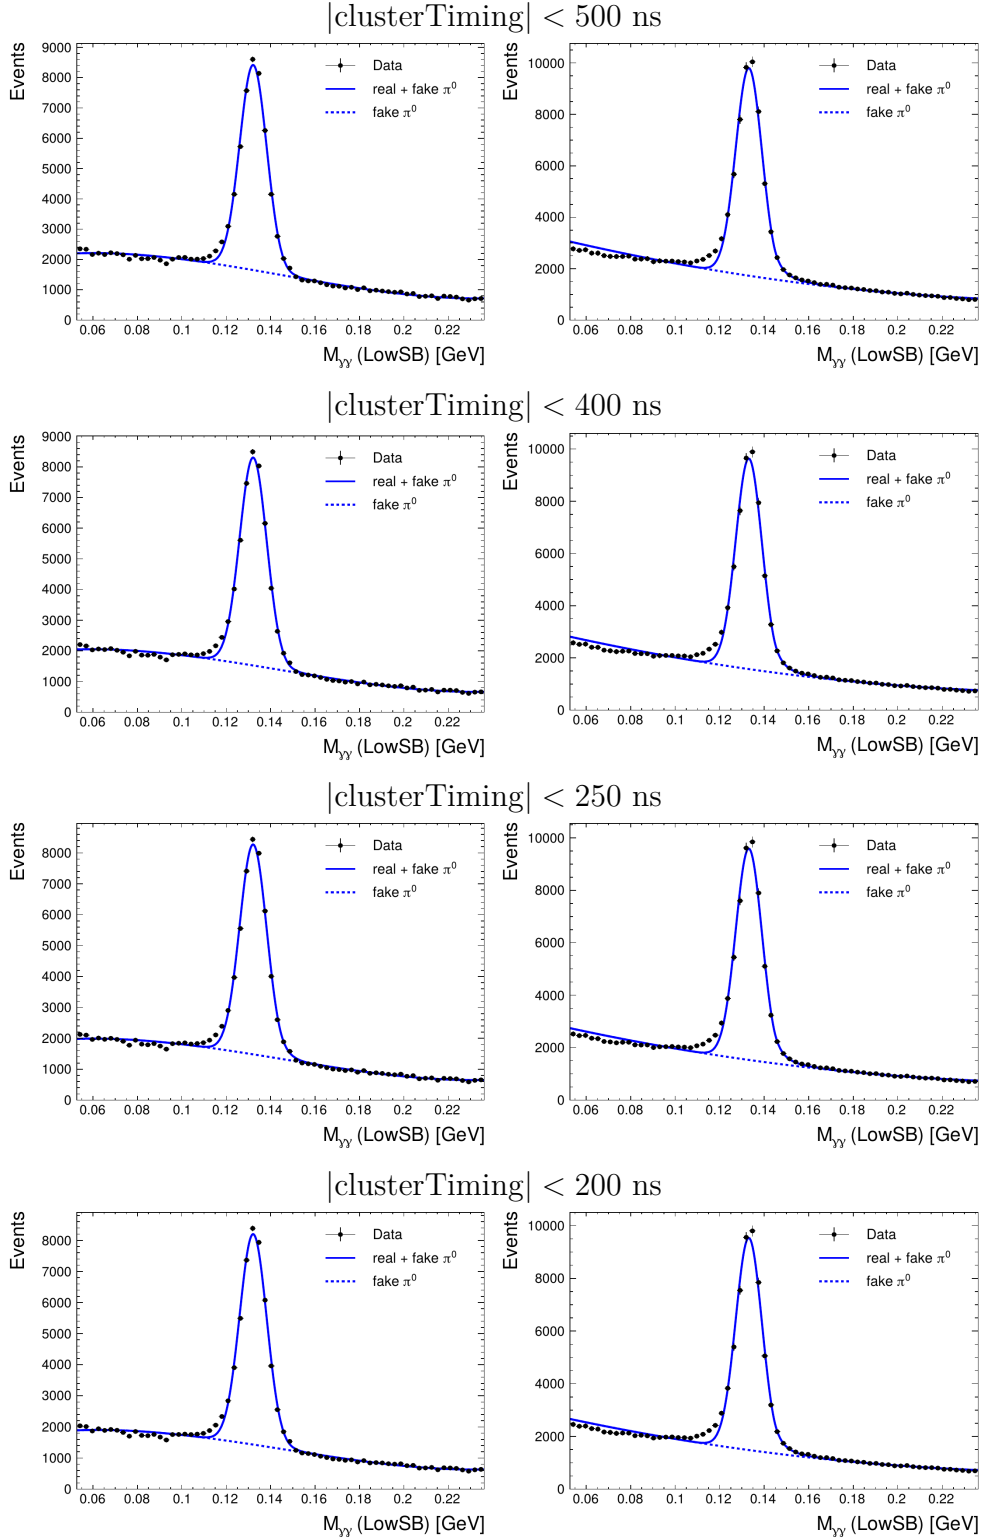 |clusterTiming| < 500 ns
Events
9000
8000
7000
6000
5000
4000
3000
2000
1000
0
0.06 0.08 0.1 0.12 0.14 0.16 0.18 0.2 0.22
M_γγ (LowSB) [GeV]
Data
real + fake π⁰
fake π⁰
Events
10000
8000
6000
4000
2000
0
0.06 0.08 0.1 0.12 0.14 0.16 0.18 0.2 0.22
M_γγ (LowSB) [GeV]
Data
real + fake π⁰
fake π⁰
|clusterTiming| < 400 ns
Events
9000
8000
7000
6000
5000
4000
3000
2000
1000
0
0.06 0.08 0.1 0.12 0.14 0.16 0.18 0.2 0.22
M_γγ (LowSB) [GeV]
Data
real + fake π⁰
fake π⁰
Events
10000
8000
6000
4000
2000
0
0.06 0.08 0.1 0.12 0.14 0.16 0.18 0.2 0.22
M_γγ (LowSB) [GeV]
Data
real + fake π⁰
fake π⁰
|clusterTiming| < 250 ns
Events
8000
7000
6000
5000
4000
3000
2000
1000
0
0.06 0.08 0.1 0.12 0.14 0.16 0.18 0.2 0.22
M_γγ (LowSB) [GeV]
Data
real + fake π⁰
fake π⁰
Events
10000
8000
6000
4000
2000
0
0.06 0.08 0.1 0.12 0.14 0.16 0.18 0.2 0.22
M_γγ (LowSB) [GeV]
Data
real + fake π⁰
fake π⁰
|clusterTiming| < 200 ns
Events
8000
7000
6000
5000
4000
3000
2000
1000
0
0.06 0.08 0.1 0.12 0.14 0.16 0.18 0.2 0.22
M_γγ (LowSB) [GeV]
Data
real + fake π⁰
fake π⁰
Events
10000
8000
6000
4000
2000
0
0.06 0.08 0.1 0.12 0.14 0.16 0.18 0.2 0.22
M_γγ (LowSB) [GeV]
Data
real + fake π⁰
fake π⁰